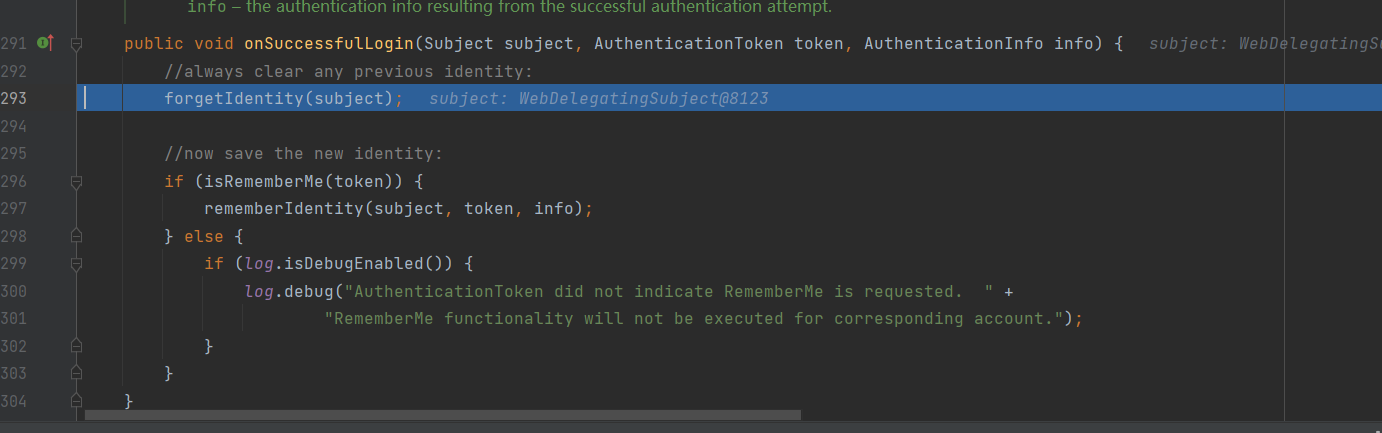 info – the authentication info resulting from the successful authentication attempt.
291 public void onSuccessfulLogin(Subject subject, AuthenticationToken token, AuthenticationInfo info) { subject: WebDelegatingSu
292 //always clear any previous identity:
293 forgetIdentity(subject); subject: WebDelegatingSubject@8123
294
295 //now save the new identity:
296 if (isRememberMe(token)) {
297 rememberIdentity(subject, token, info);
298 } else {
299 if (log.isDebugEnabled()) {
300 log.debug("AuthenticationToken did not indicate RememberMe is requested.  " +
301 "RememberMe functionality will not be executed for corresponding account.");
302 }
303 }
304 }